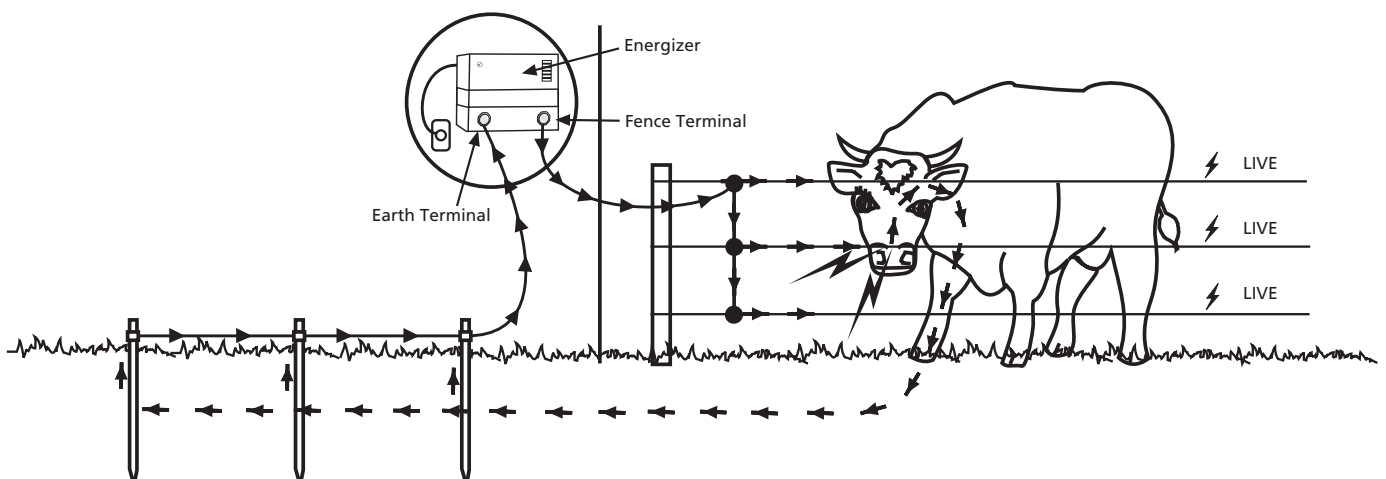 Energizer
Fence Terminal
Earth Terminal
LIVE
LIVE
LIVE